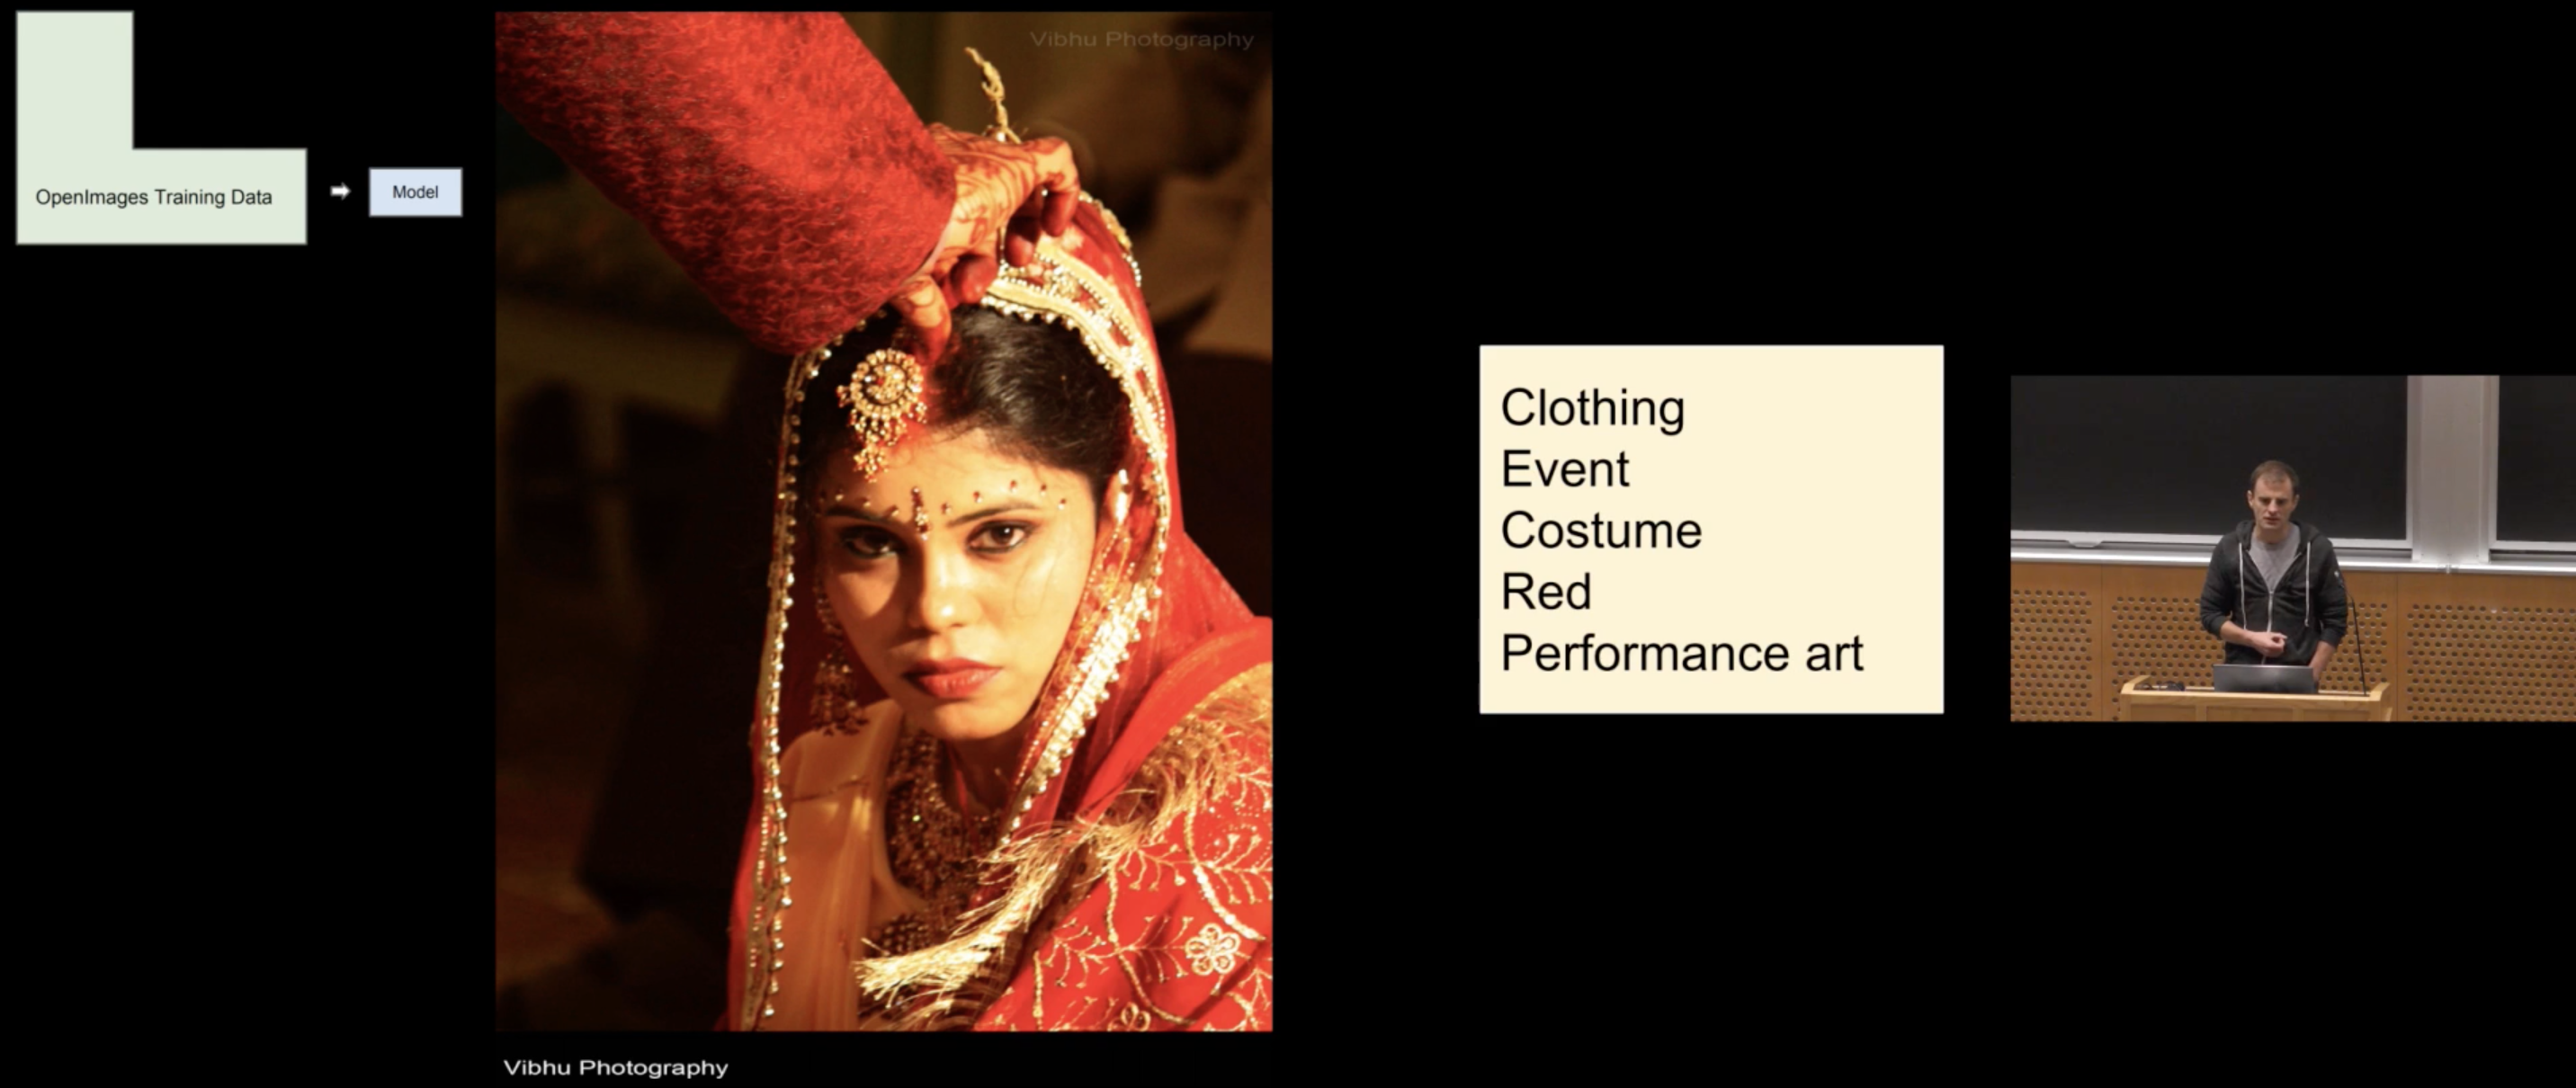 OpenImages Training Data
Model
Vibhu Photography
Clothing
Event
Costume
Red
Performance art
Vibhu Photography